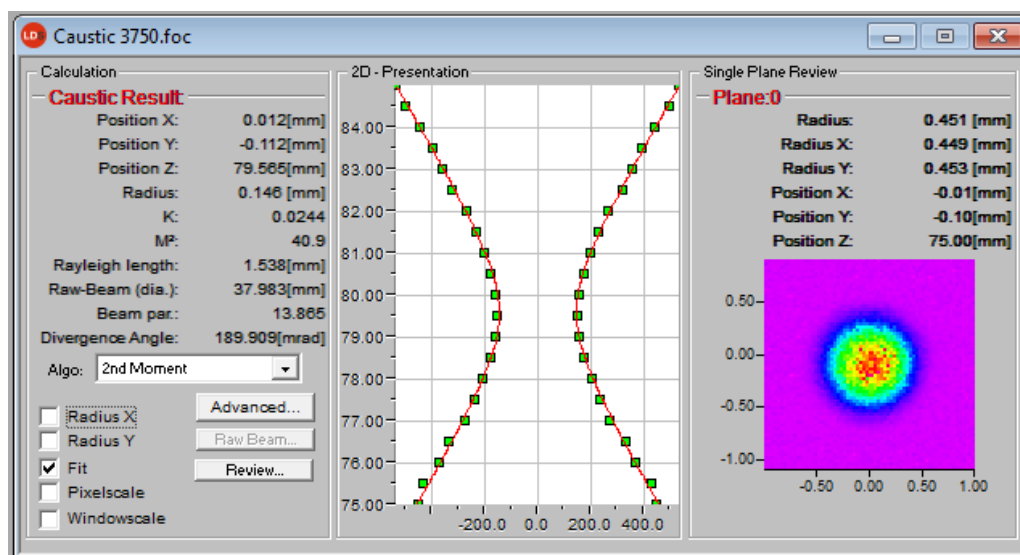 LDS Caustic 3750.foc
Calculation
Caustic Result:
Position X: 0.012[mm]
Position Y: -0.112[mm]
Position Z: 79.565[mm]
Radius: 0.146 [mm]
K: 0.0244
M²: 40.9
Rayleigh length: 1.538[mm]
Raw-Beam (dia.): 37.983[mm]
Beam par.: 13.865
Divergence Angle: 189.909[mrad]
Algo: 2nd Moment
Radius X
Radius Y
Fit
Pixelscale
Windowscale
Advanced...
Raw Beam...
Review...
2D - Presentation
84.00
83.00
82.00
81.00
80.00
79.00
78.00
77.00
76.00
75.00
-200.0 0.0 200.0 400.0
Single Plane Review
Plane:0
Radius: 0.451 [mm]
Radius X: 0.449 [mm]
Radius Y: 0.453 [mm]
Position X: -0.01[mm]
Position Y: -0.10[mm]
Position Z: 75.00[mm]
0.50
0.00
-0.50
-1.00
-0.50 0.00 0.50 1.00